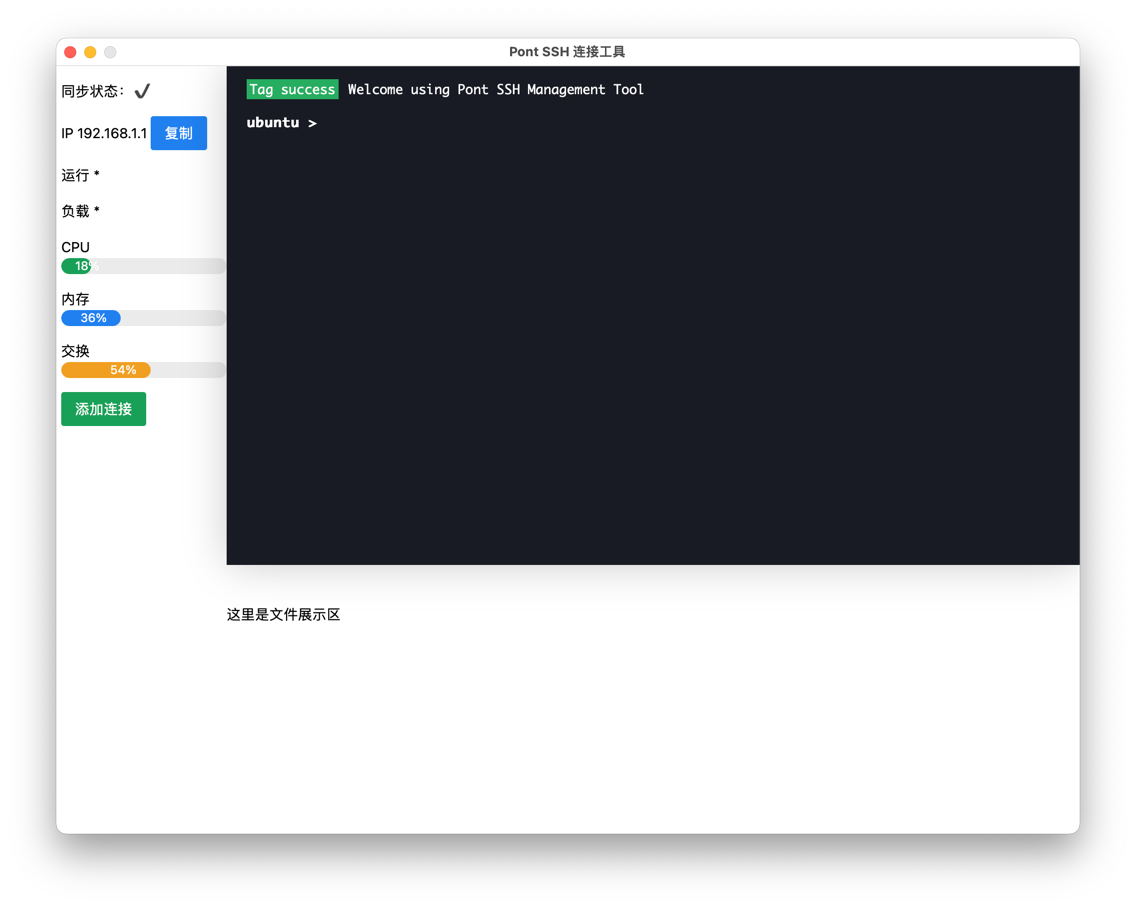 Pont SSH 连接工具
同步状态: ✔
IP 192.168.1.1 复制
运行 *
负载 *
CPU
18%
内存
36%
交换
54%
添加连接
Tag success Welcome using Pont SSH Management Tool
ubuntu >
这里是文件展示区